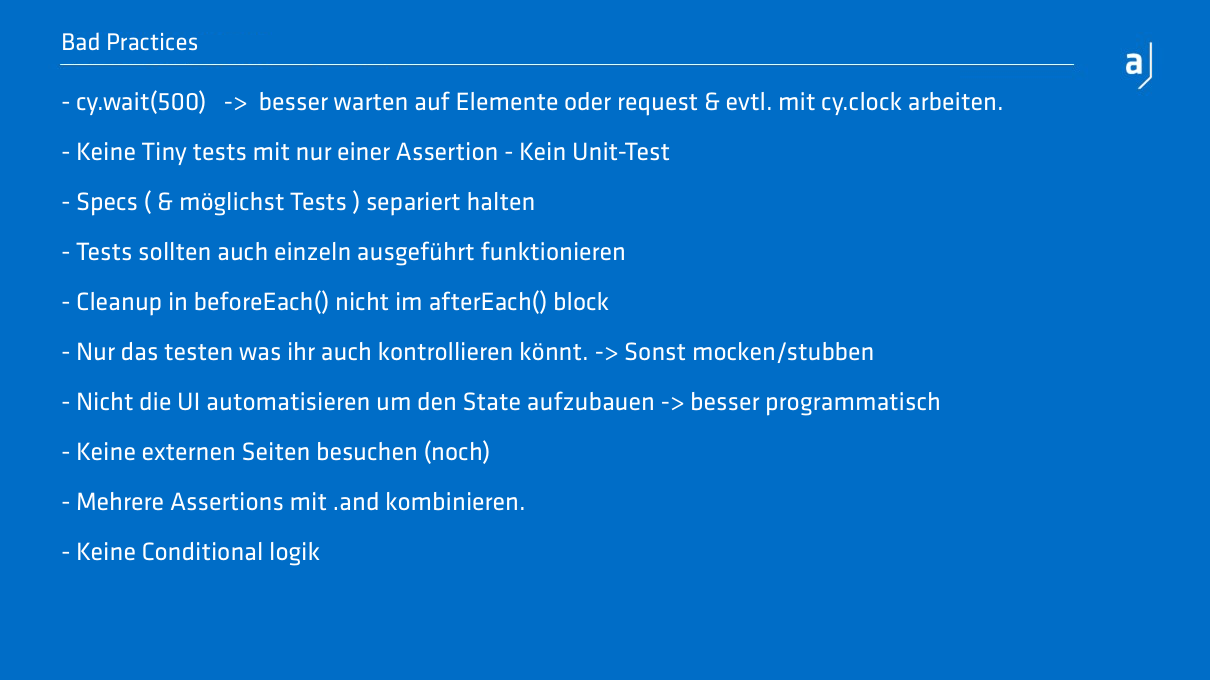 Bad Practices
a
- cy.wait(500) -> besser warten auf Elemente oder request & evtl. mit cy.clock arbeiten.
- Keine Tiny tests mit nur einer Assertion - Kein Unit-Test
- Specs ( & möglichst Tests ) separiert halten
- Tests sollten auch einzeln ausgeführt funktionieren
- Cleanup in beforeEach() nicht im afterEach() block
- Nur das testen was ihr auch kontrollieren könnt. -> Sonst mocken/stubben
- Nicht die UI automatisieren um den State aufzubauen -> besser programmatisch
- Keine externen Seiten besuchen (noch)
- Mehrere Assertions mit .and kombinieren.
- Keine Conditional logik